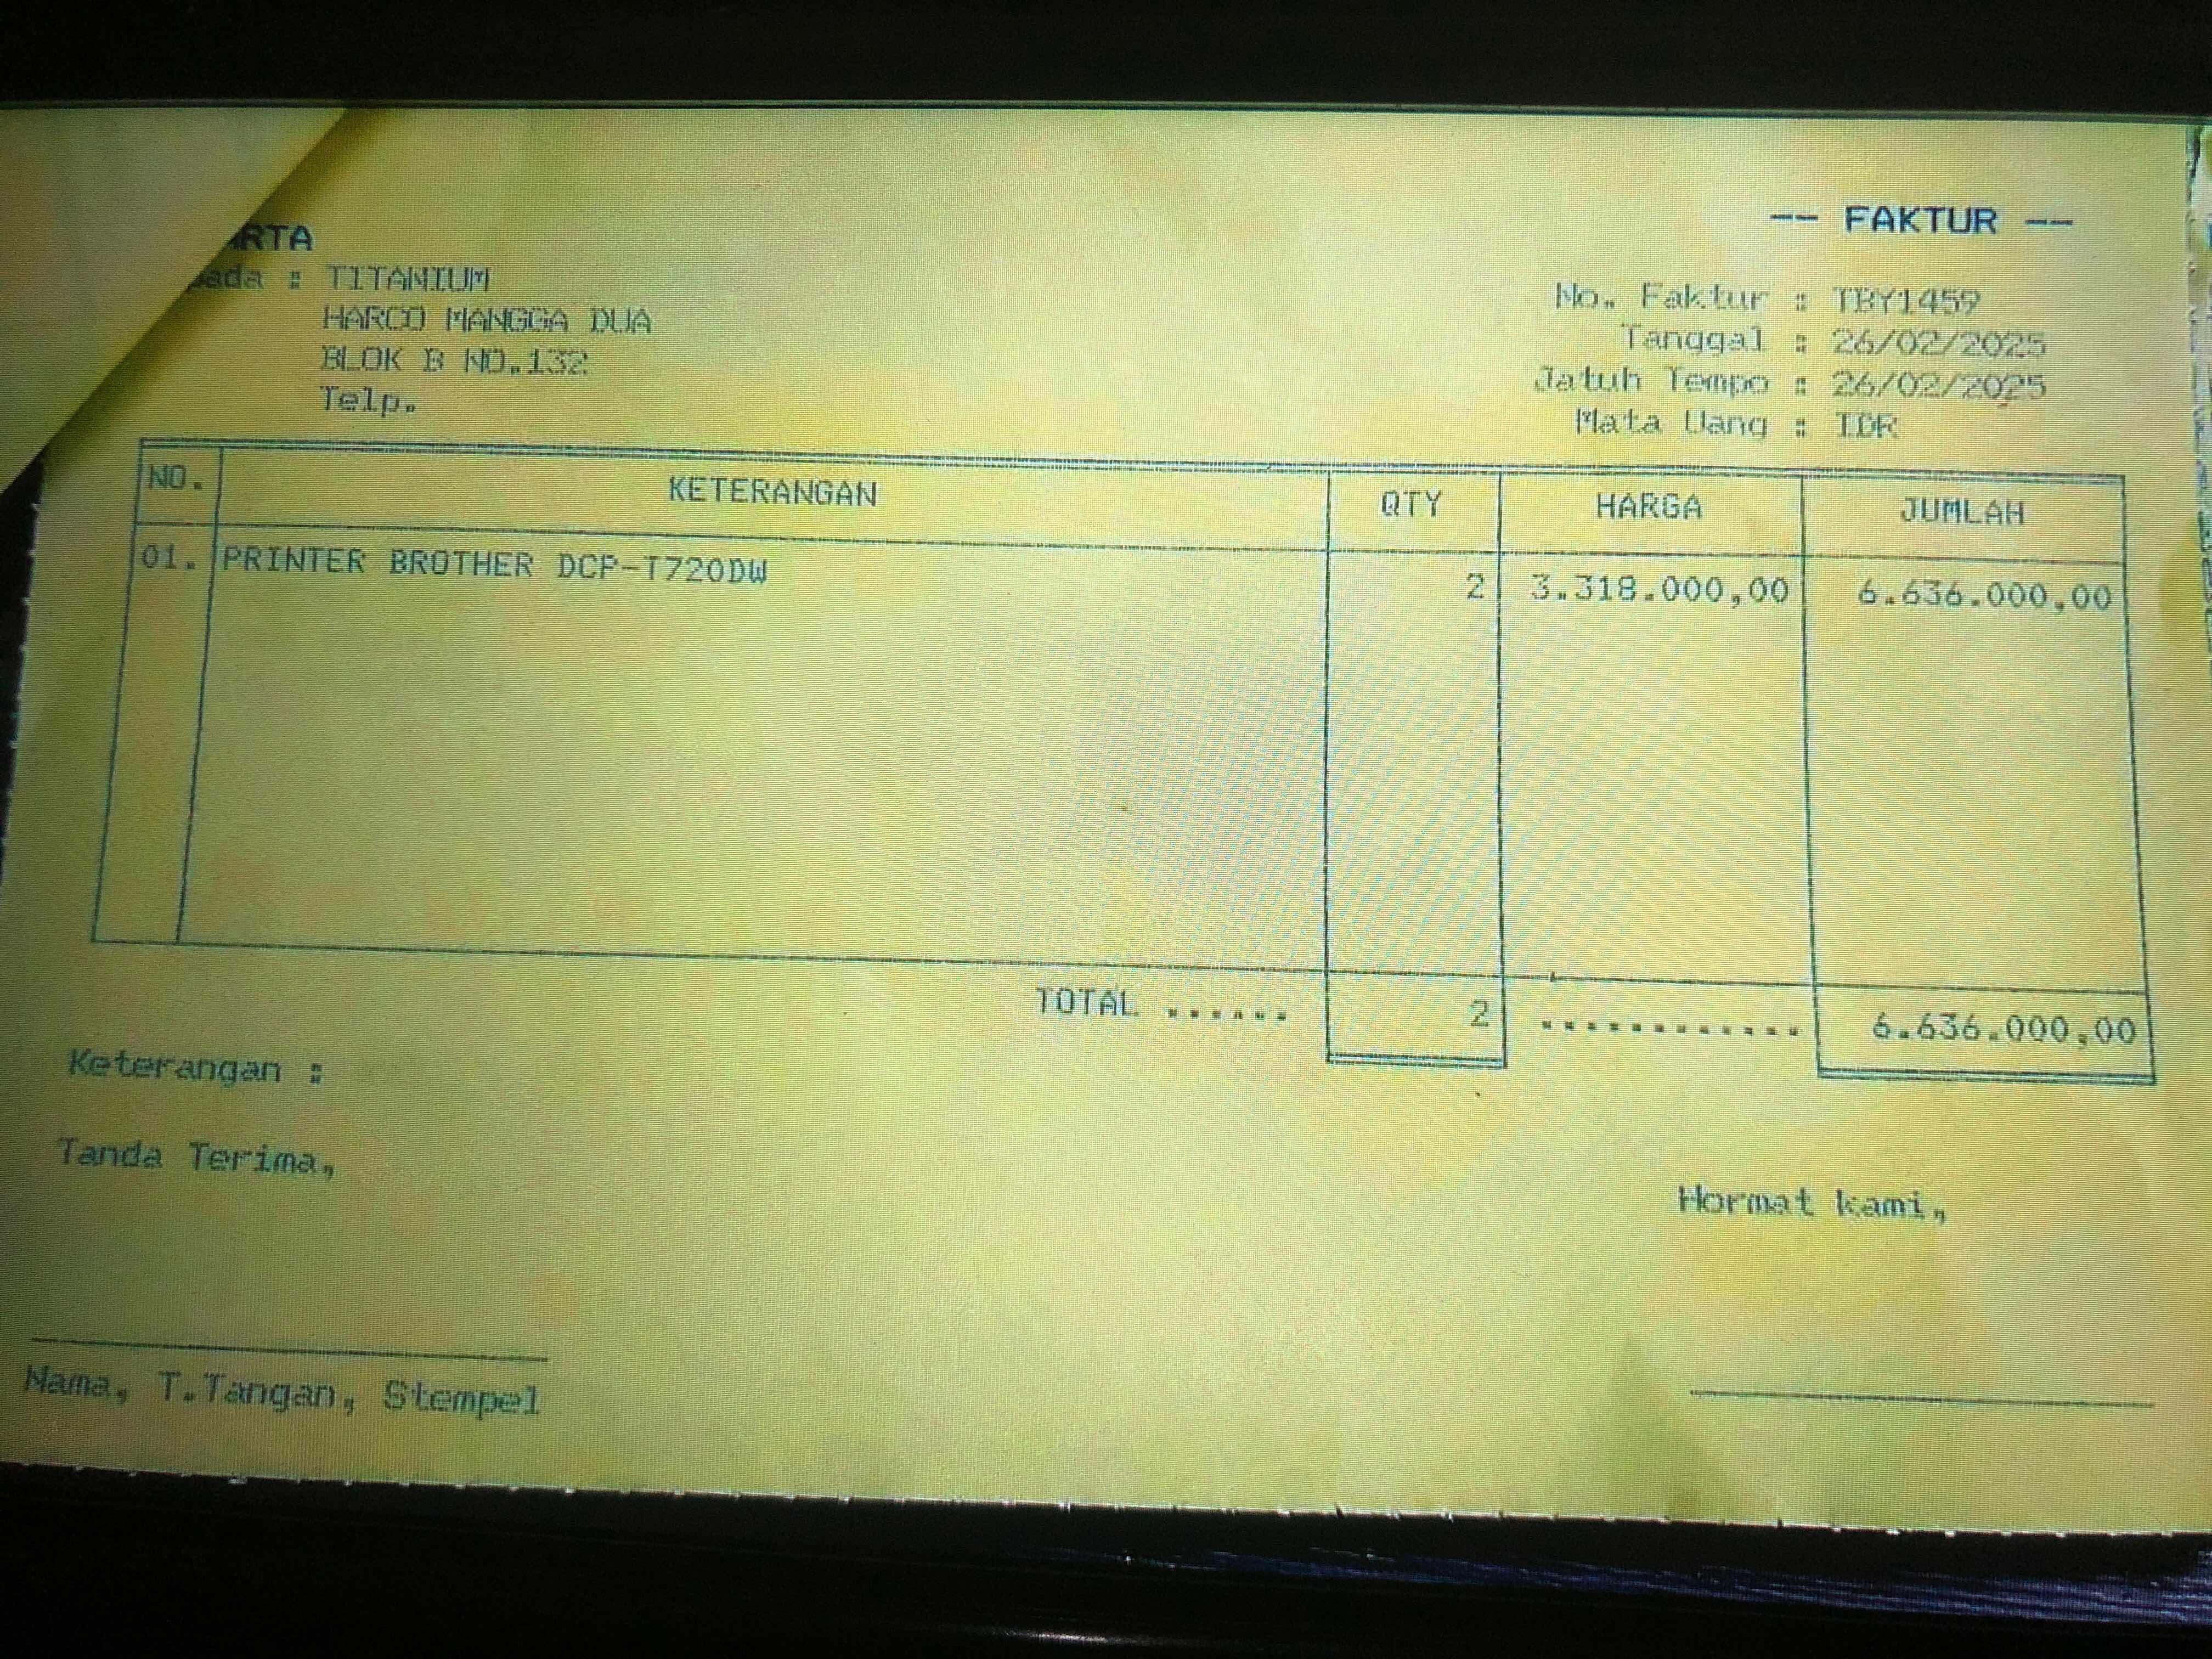 -- FAKTUR --
: TITANIUM
HARCO MANGGA DUA
BLOK B NO.132
Telp.
No. Faktur : TBY1459
Tanggal : 26/02/2025
Jatuh Tempo : 26/02/2025
Mata Uang : IDR
NO. KETERANGAN QTY HARGA JUMLAH
01. PRINTER BROTHER DCP-T720DW 2 3.318.000,00 6.636.000,00
TOTAL ...... 2 ............ 6.636.000,00
Keterangan :
Tanda Terima,
Hormat kami,
Nama, T.Tangan, Stempel